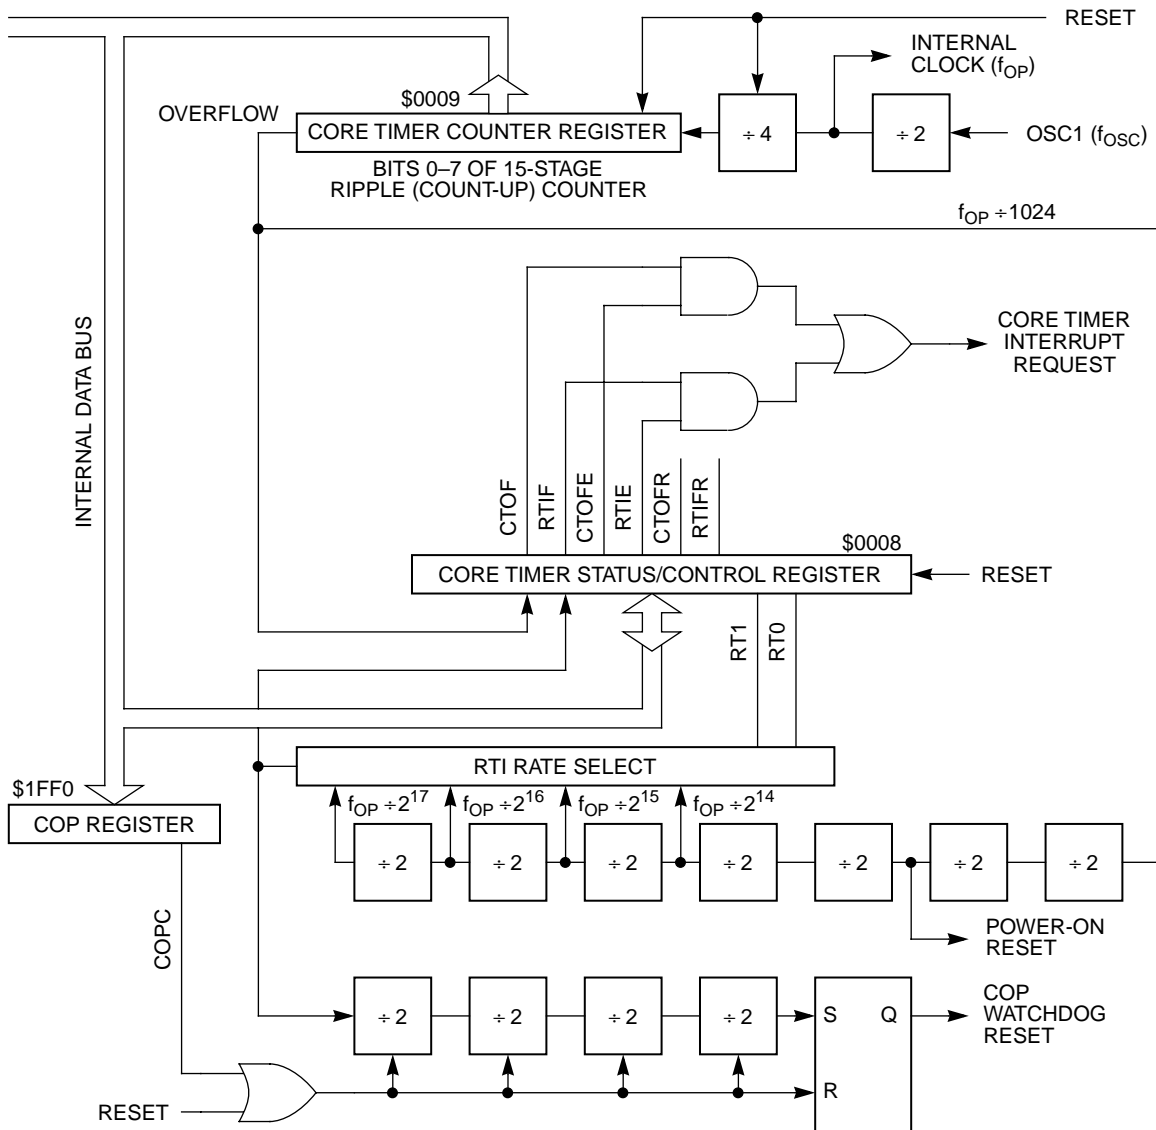 RESET
INTERNAL
CLOCK (fOP)
$0009
OVERFLOW
CORE TIMER COUNTER REGISTER
÷ 4
÷ 2
OSC1 (fOSC)
BITS 0–7 OF 15-STAGE
RIPPLE (COUNT-UP) COUNTER
fOP ÷1024
INTERNAL DATA BUS
CORE TIMER
INTERRUPT
REQUEST
CTOF
RTIF
CTOFE
RTIE
CTOFR
RTIFR
$0008
CORE TIMER STATUS/CONTROL REGISTER
RESET
RT1
RT0
RTI RATE SELECT
$1FF0
COP REGISTER
fOP ÷2^17
fOP ÷2^16
fOP ÷2^15
fOP ÷2^14
÷ 2
÷ 2
÷ 2
÷ 2
÷ 2
÷ 2
÷ 2
POWER-ON
RESET
COPC
÷ 2
÷ 2
÷ 2
÷ 2
S
Q
R
COP
WATCHDOG
RESET
RESET